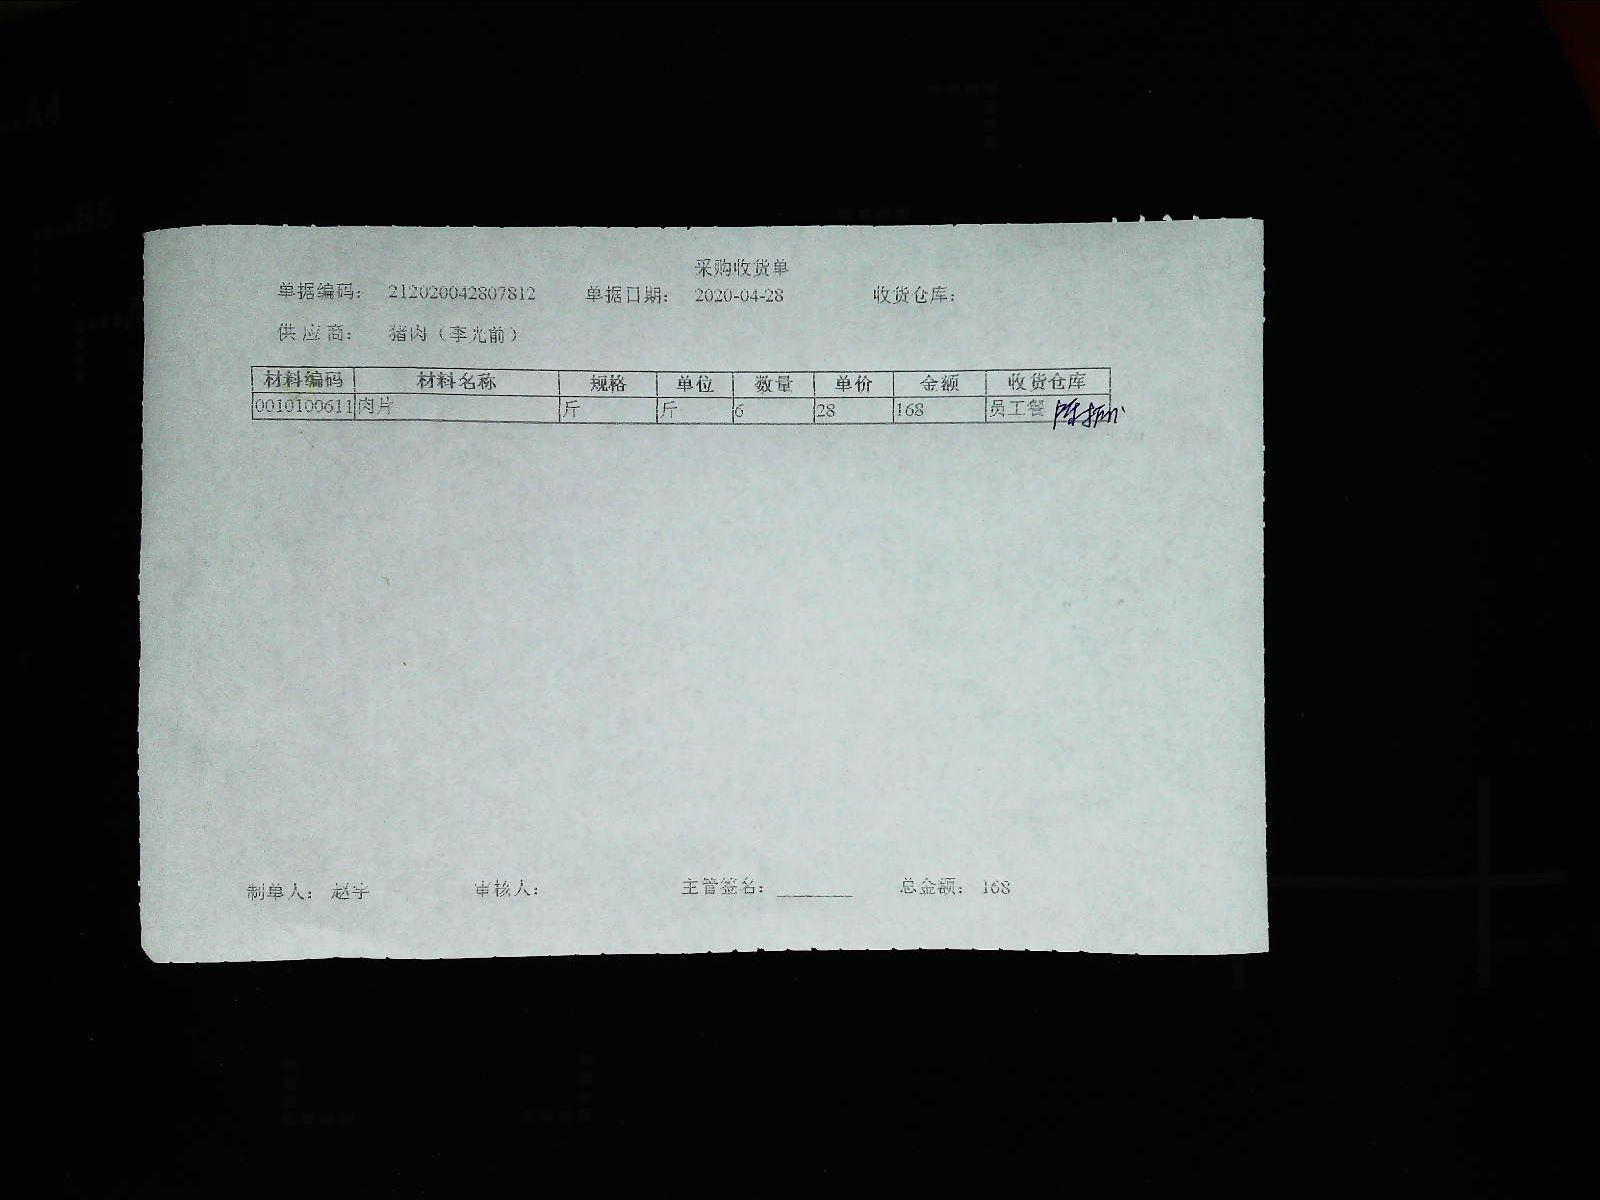 采购收货单
单据编码： 212020042807812 单据日期： 2020-04-28 收货仓库：
供应商： 猪肉（李光前）
材料编码 材料名称 规格 单位 数量 单价 金额 收货仓库
0010100611 肉片 斤 斤 6 28 168 员工餐
制单人： 赵宇 审核人： 主管签名：________ 总金额： 168